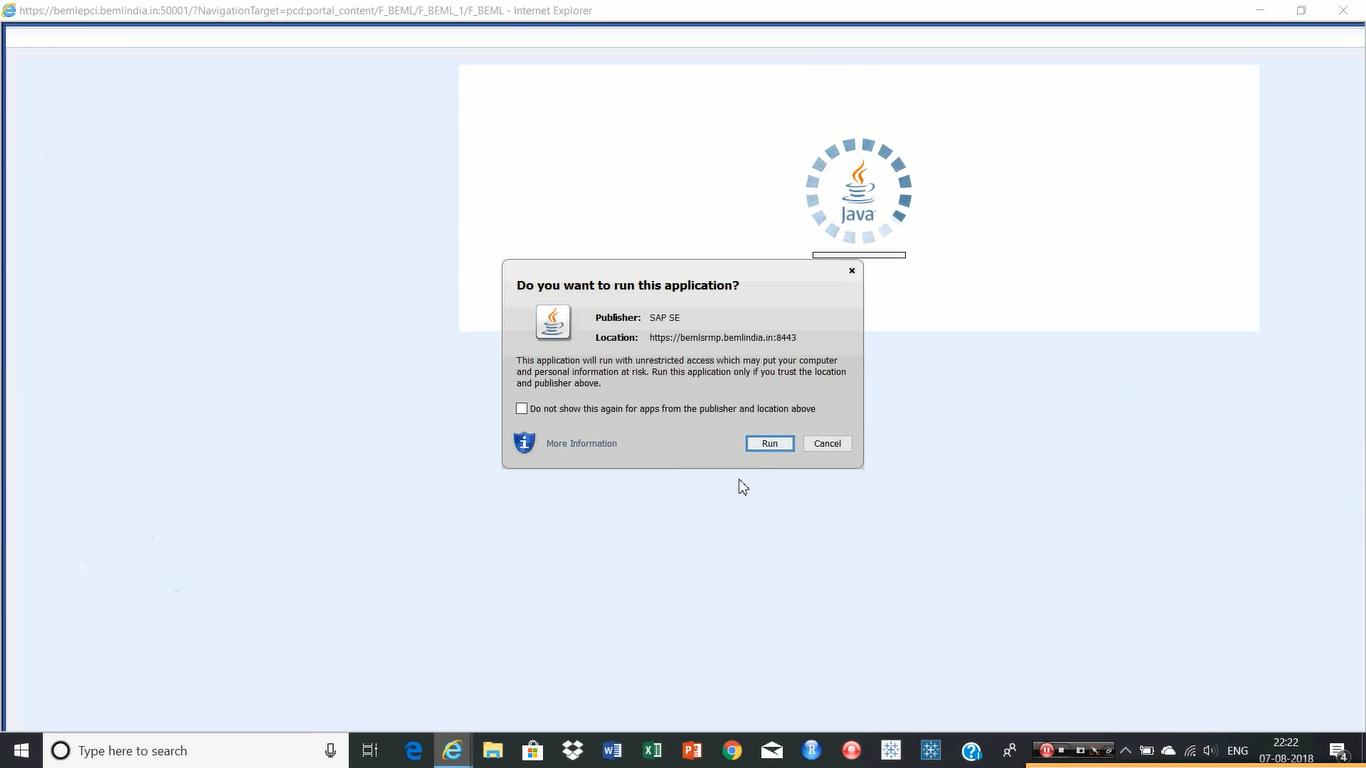 https://bemlepci.bemlindia.in:50001/?NavigationTarget=pcd:portal_content/F_BEML/F_BEML_1/F_BEML - Internet Explorer
Java
Do you want to run this application?
Publisher: SAP SE
Location: https://bemlsrmp.bemlindia.in:8443
This application will run with unrestricted access which may put your computer
and personal information at risk. Run this application only if you trust the location
and publisher above.
Do not show this again for apps from the publisher and location above
More Information
Run
Cancel
Type here to search
ENG
22:22
07-08-2018
4